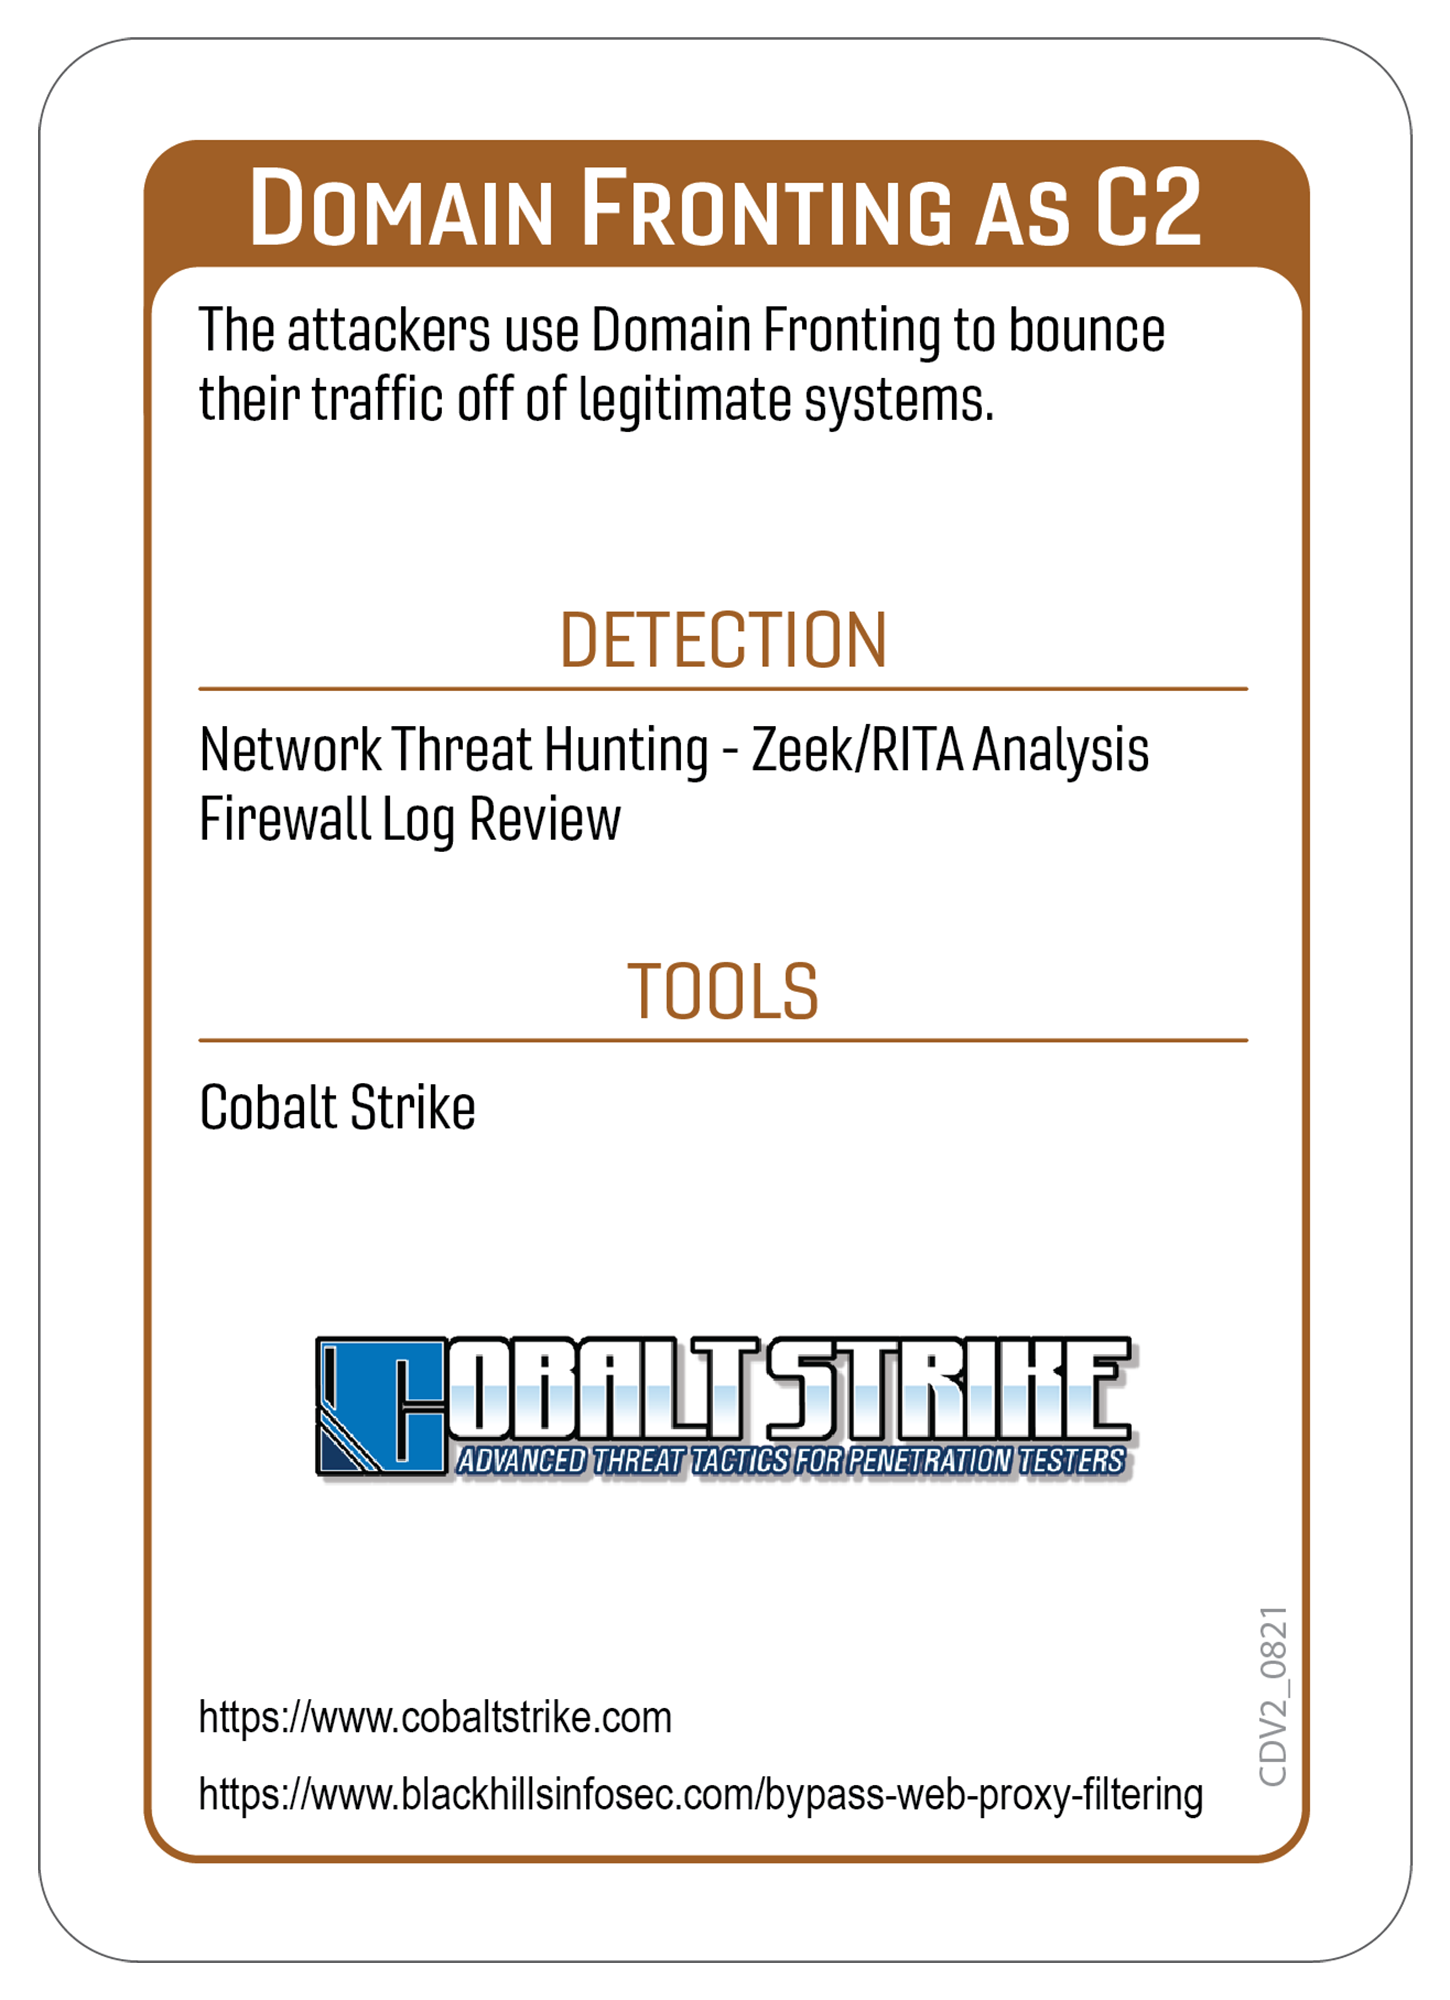 Domain Fronting as C2
The attackers use Domain Fronting to bounce
their traffic off of legitimate systems.
DETECTION
Network Threat Hunting - Zeek/RITA Analysis
Firewall Log Review
TOOLS
Cobalt Strike
COBALT STRIKE
ADVANCED THREAT TACTICS FOR PENETRATION TESTERS
https://www.cobaltstrike.com
https://www.blackhillsinfosec.com/bypass-web-proxy-filtering
CDV2_0821